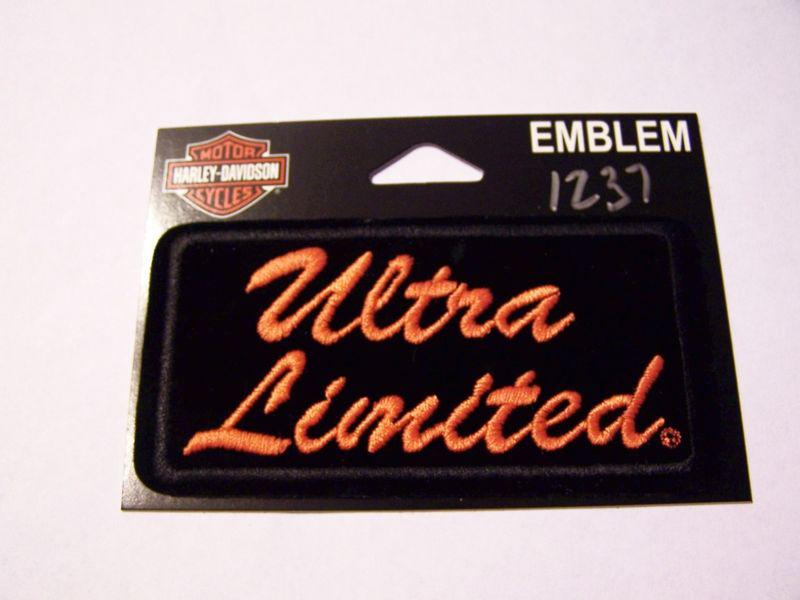 MOTOR
HARLEY-DAVIDSON
CYCLES
EMBLEM
1237
Ultra
Limited®